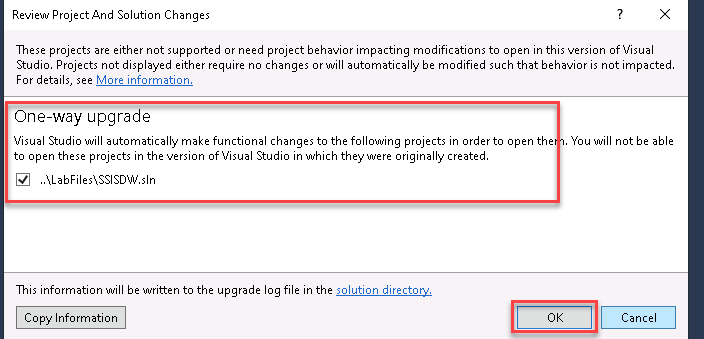 Review Project And Solution Changes
These projects are either not supported or need project behavior impacting modifications to open in this version of Visual
Studio. Projects not displayed either require no changes or will automatically be modified such that behavior is not impacted.
For details, see More information.
One-way upgrade
Visual Studio will automatically make functional changes to the following projects in order to open them. You will not be able
to open these projects in the version of Visual Studio in which they were originally created.
..\LabFiles\SSISDW.sln
This information will be written to the upgrade log file in the solution directory.
Copy Information OK Cancel